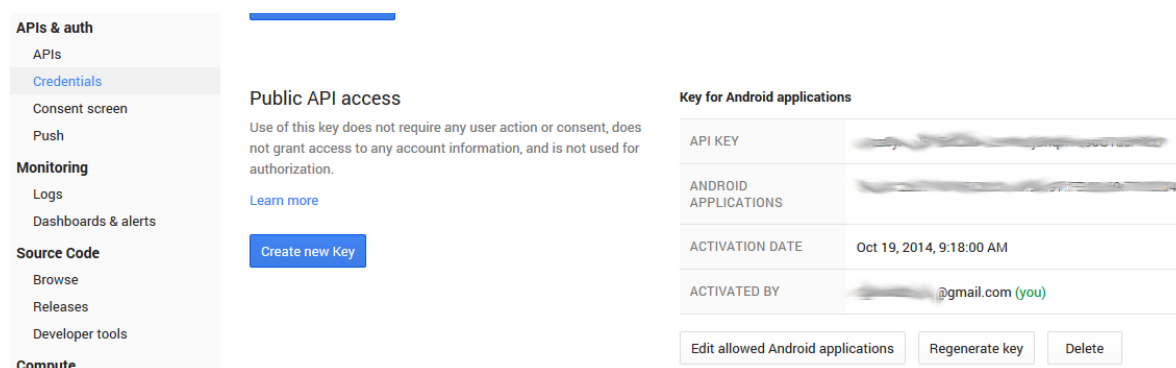 APIs & auth
APIs
Credentials
Consent screen
Push
Monitoring
Logs
Dashboards & alerts
Source Code
Browse
Releases
Developer tools
Compute
Public API access
Use of this key does not require any user action or consent, does
not grant access to any account information, and is not used for
authorization.
Learn more
Create new Key
Key for Android applications
API KEY
ANDROID
APPLICATIONS
ACTIVATION DATE
Oct 19, 2014, 9:18:00 AM
ACTIVATED BY
@gmail.com (you)
Edit allowed Android applications
Regenerate key
Delete